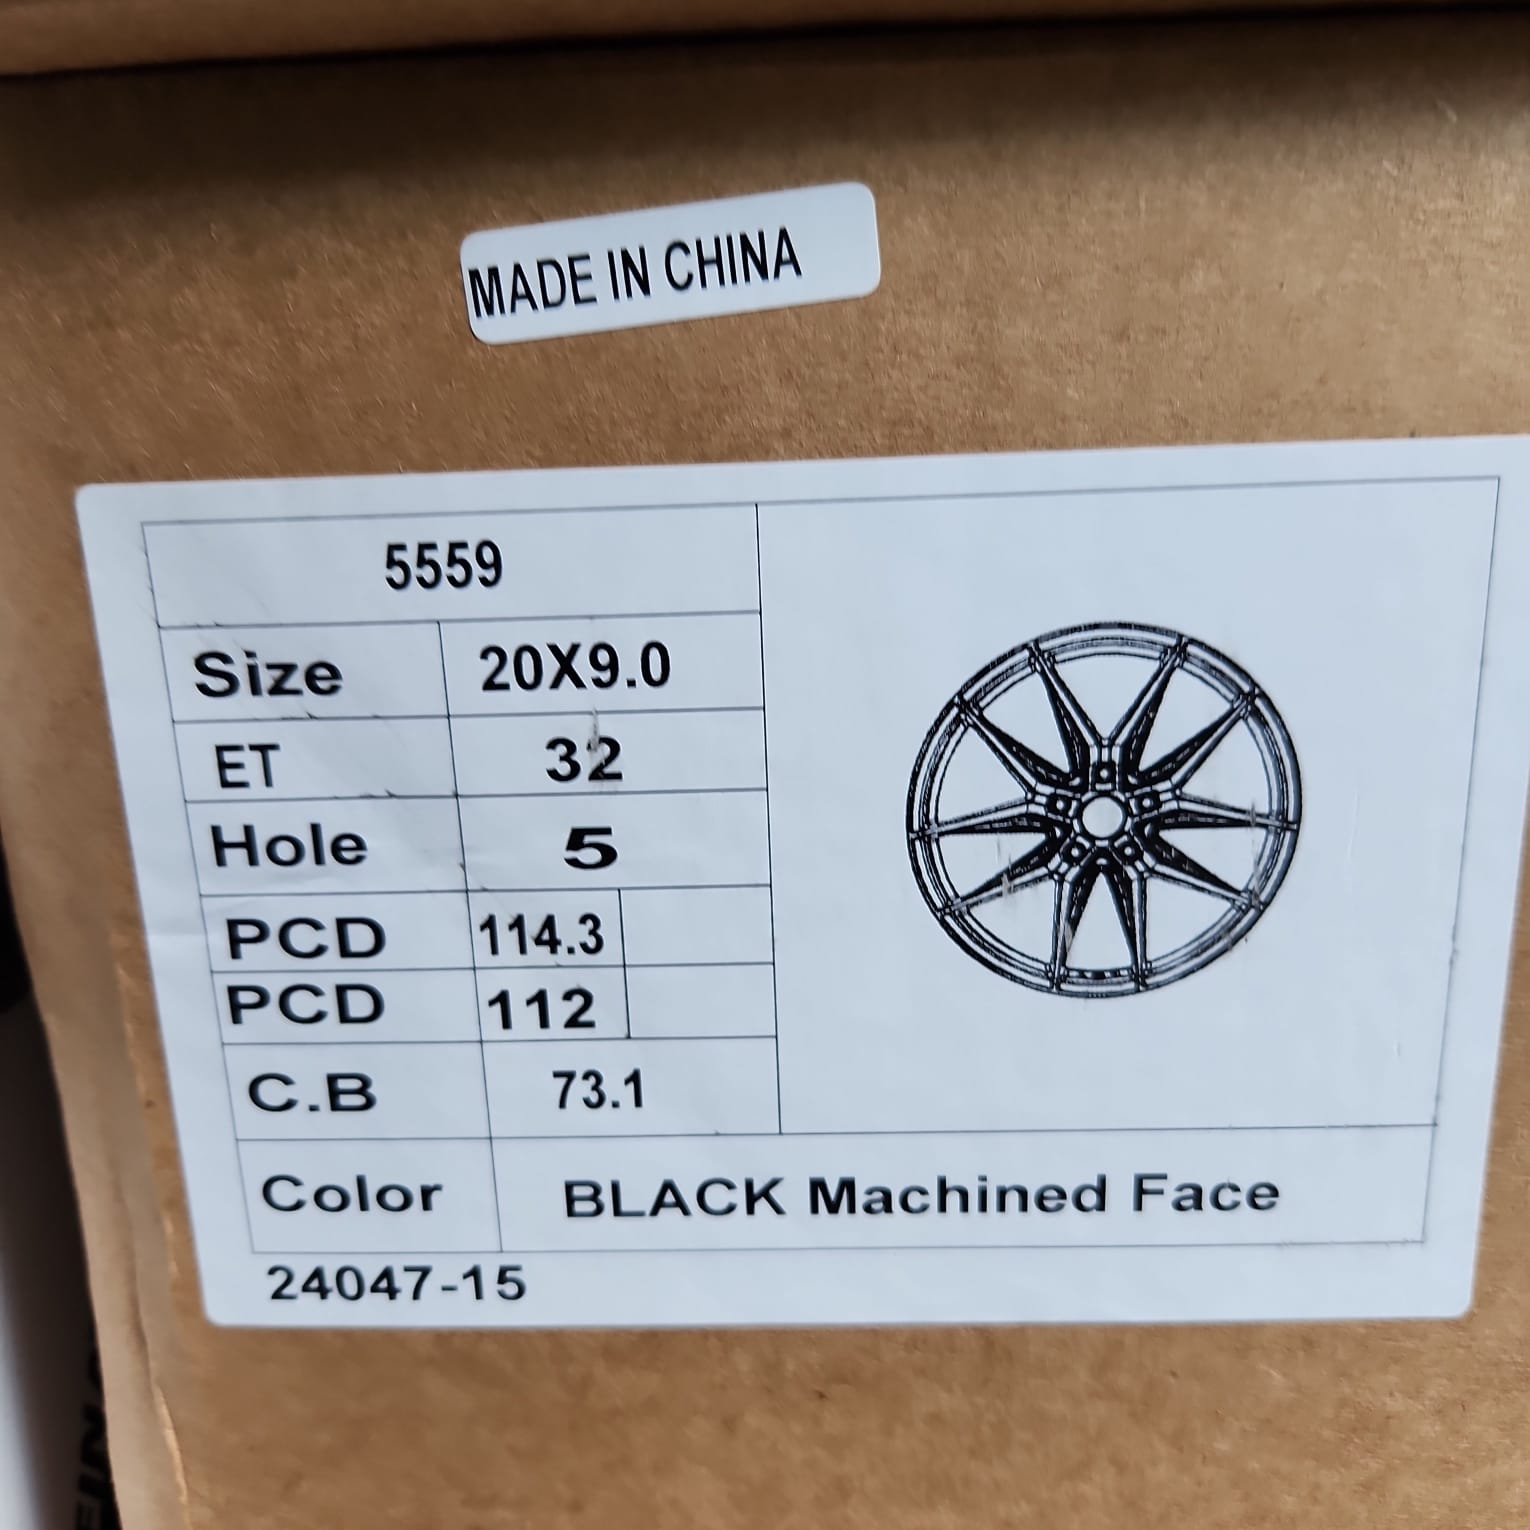 MADE IN CHINA
5559
Size 20X9.0
ET 32
Hole 5
PCD 114.3
PCD 112
C.B 73.1
Color BLACK Machined Face
24047-15